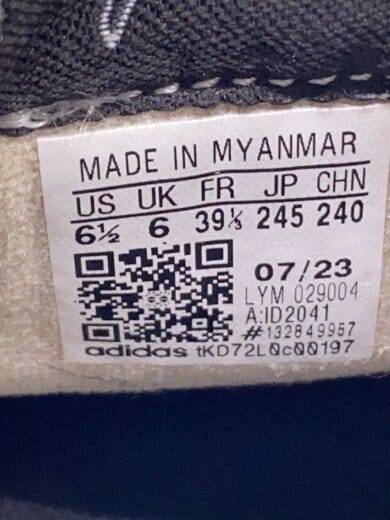 MADE IN MYANMAR
US UK FR JP CHN
6½ 6 39⅓ 245 240
07/23
LYM 029004
A:ID2041
#132849957
adidas tKD72L0c00197